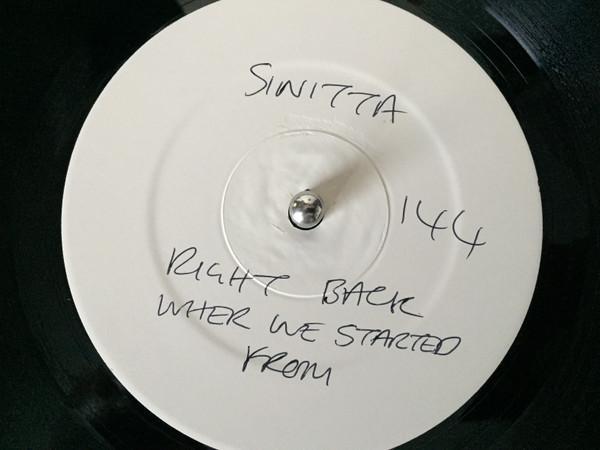 SINITTA
144
RIGHT BACK
WHER WE STARTED
FROM